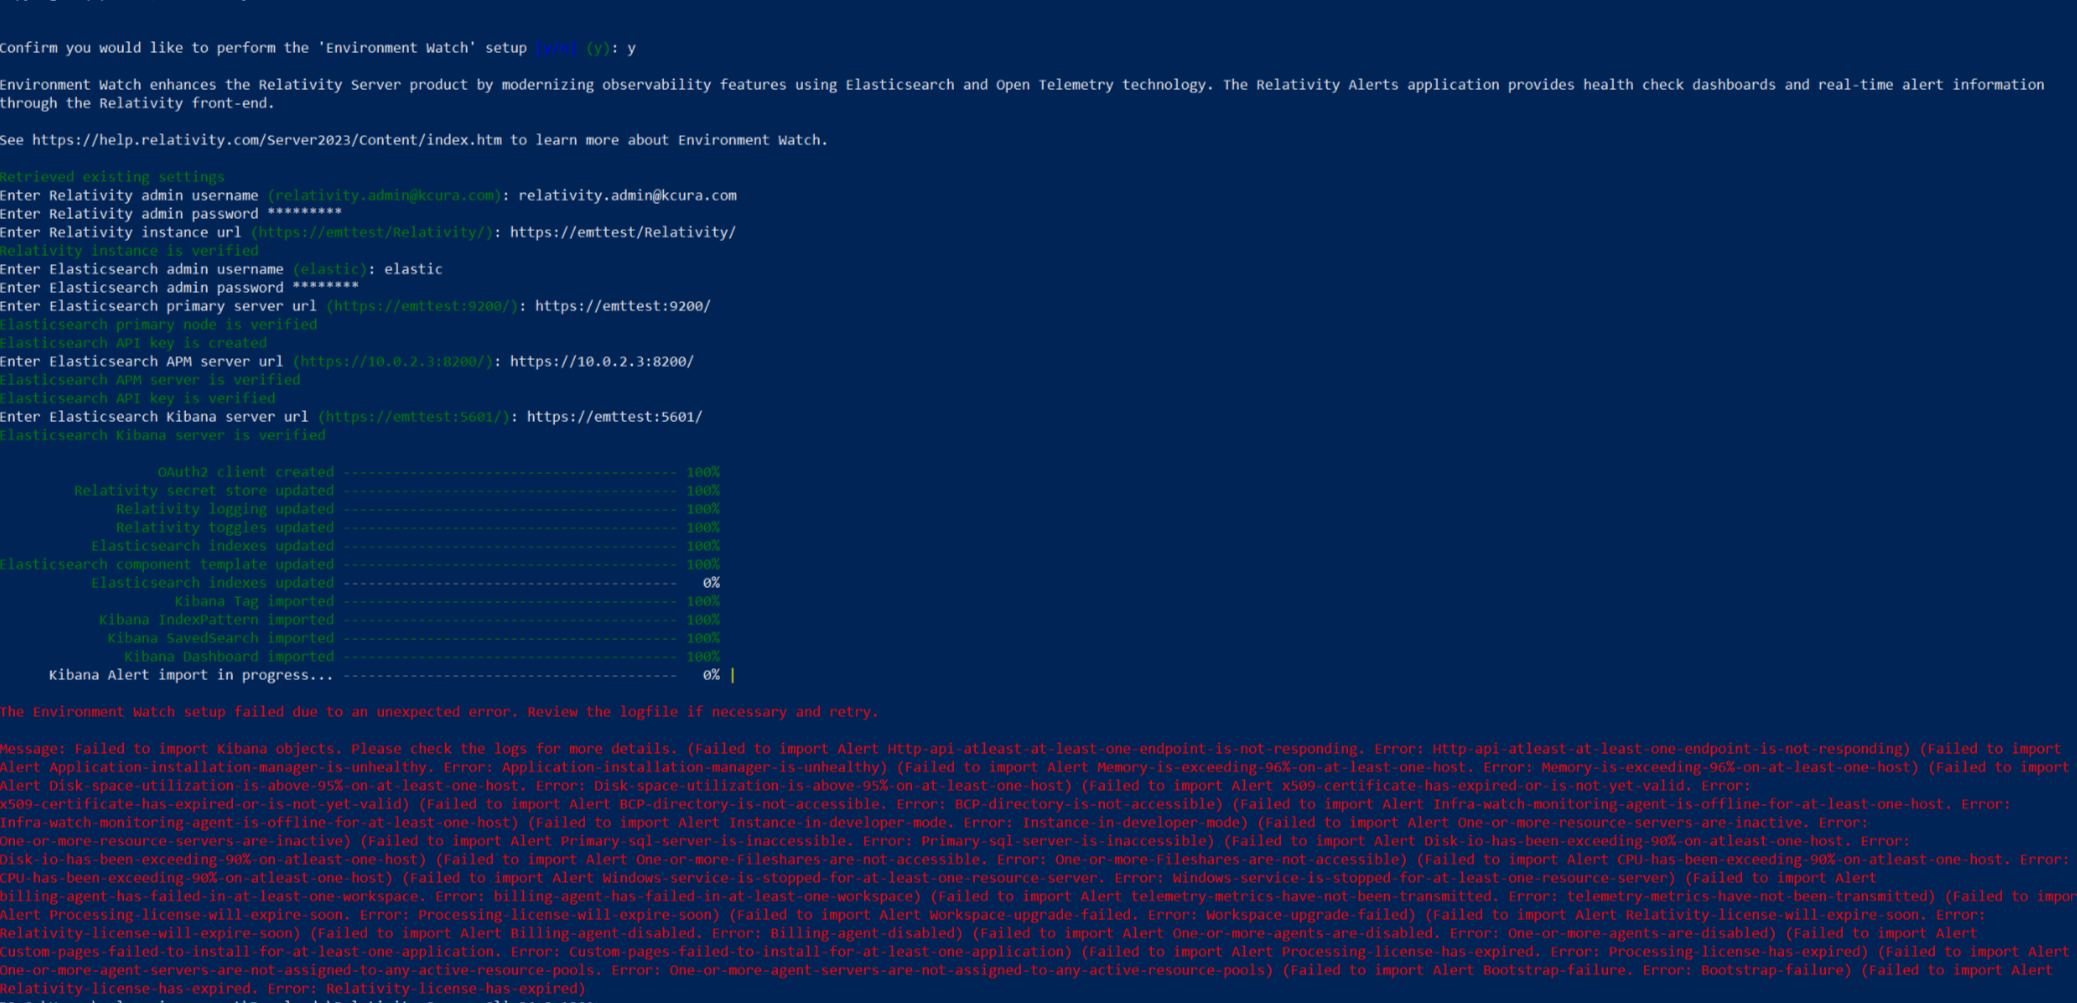 Confirm you would like to perform the 'Environment Watch' setup [y/n] (y): y
Environment Watch enhances the Relativity Server product by modernizing observability features using Elasticsearch and Open Telemetry technology. The Relativity Alerts application provides health check dashboards and real-time alert information
through the Relativity front-end.
See https://help.relativity.com/Server2023/Content/index.htm to learn more about Environment Watch.
Retrieved existing settings
Enter Relativity admin username (relativity.admin@kcura.com): relativity.admin@kcura.com
Enter Relativity admin password *********
Enter Relativity instance url (https://emttest/Relativity/): https://emttest/Relativity/
Relativity instance is verified
Enter Elasticsearch admin username (elastic): elastic
Enter Elasticsearch admin password ********
Enter Elasticsearch primary server url (https://emttest:9200/): https://emttest:9200/
Elasticsearch primary node is verified
Elasticsearch API key is created
Enter Elasticsearch APM server url (https://10.0.2.3:8200/): https://10.0.2.3:8200/
Elasticsearch APM server is verified
Elasticsearch API key is verified
Enter Elasticsearch Kibana server url (https://emttest:5601/): https://emttest:5601/
Elasticsearch Kibana server is verified
OAuth2 client created ---------------------------------------- 100%
Relativity secret store updated ---------------------------------------- 100%
Relativity logging updated ---------------------------------------- 100%
Relativity toggles updated ---------------------------------------- 100%
Elasticsearch indexes updated ---------------------------------------- 100%
Elasticsearch component template updated ---------------------------------------- 100%
Elasticsearch indexes updated ---------------------------------------- 0%
Kibana Tag imported ---------------------------------------- 100%
Kibana IndexPattern imported ---------------------------------------- 100%
Kibana SavedSearch imported ---------------------------------------- 100%
Kibana Dashboard imported ---------------------------------------- 100%
Kibana Alert import in progress... ---------------------------------------- 0% |
The Environment Watch setup failed due to an unexpected error. Review the logfile if necessary and retry.
Message: Failed to import Kibana objects. Please check the logs for more details. (Failed to import Alert Http-api-atleast-at-least-one-endpoint-is-not-responding. Error: Http-api-atleast-at-least-one-endpoint-is-not-responding) (Failed to import
Alert Application-installation-manager-is-unhealthy. Error: Application-installation-manager-is-unhealthy) (Failed to import Alert Memory-is-exceeding-96%-on-at-least-one-host. Error: Memory-is-exceeding-96%-on-at-least-one-host) (Failed to import
Alert Disk-space-utilization-is-above-95%-on-at-least-one-host. Error: Disk-space-utilization-is-above-95%-on-at-least-one-host) (Failed to import Alert x509-certificate-has-expired-or-is-not-yet-valid. Error:
x509-certificate-has-expired-or-is-not-yet-valid) (Failed to import Alert BCP-directory-is-not-accessible. Error: BCP-directory-is-not-accessible) (Failed to import Alert Infra-watch-monitoring-agent-is-offline-for-at-least-one-host. Error:
Infra-watch-monitoring-agent-is-offline-for-at-least-one-host) (Failed to import Alert Instance-in-developer-mode. Error: Instance-in-developer-mode) (Failed to import Alert One-or-more-resource-servers-are-inactive. Error:
One-or-more-resource-servers-are-inactive) (Failed to import Alert Primary-sql-server-is-inaccessible. Error: Primary-sql-server-is-inaccessible) (Failed to import Alert Disk-io-has-been-exceeding-90%-on-atleast-one-host. Error:
Disk-io-has-been-exceeding-90%-on-atleast-one-host) (Failed to import Alert One-or-more-Fileshares-are-not-accessible. Error: One-or-more-Fileshares-are-not-accessible) (Failed to import Alert CPU-has-been-exceeding-90%-on-atleast-one-host. Error:
CPU-has-been-exceeding-90%-on-atleast-one-host) (Failed to import Alert Windows-service-is-stopped-for-at-least-one-resource-server. Error: Windows-service-is-stopped-for-at-least-one-resource-server) (Failed to import Alert
billing-agent-has-failed-in-at-least-one-workspace. Error: billing-agent-has-failed-in-at-least-one-workspace) (Failed to import Alert telemetry-metrics-have-not-been-transmitted. Error: telemetry-metrics-have-not-been-transmitted) (Failed to impor
Alert Processing-license-will-expire-soon. Error: Processing-license-will-expire-soon) (Failed to import Alert Workspace-upgrade-failed. Error: Workspace-upgrade-failed) (Failed to import Alert Relativity-license-will-expire-soon. Error:
Relativity-license-will-expire-soon) (Failed to import Alert Billing-agent-disabled. Error: Billing-agent-disabled) (Failed to import Alert One-or-more-agents-are-disabled. Error: One-or-more-agents-are-disabled) (Failed to import Alert
Custom-pages-failed-to-install-for-at-least-one-application. Error: Custom-pages-failed-to-install-for-at-least-one-application) (Failed to import Alert Processing-license-has-expired. Error: Processing-license-has-expired) (Failed to import Alert
One-or-more-agent-servers-are-not-assigned-to-any-active-resource-pools. Error: One-or-more-agent-servers-are-not-assigned-to-any-active-resource-pools) (Failed to import Alert Bootstrap-failure. Error: Bootstrap-failure) (Failed to import Alert
Relativity-license-has-expired. Error: Relativity-license-has-expired)